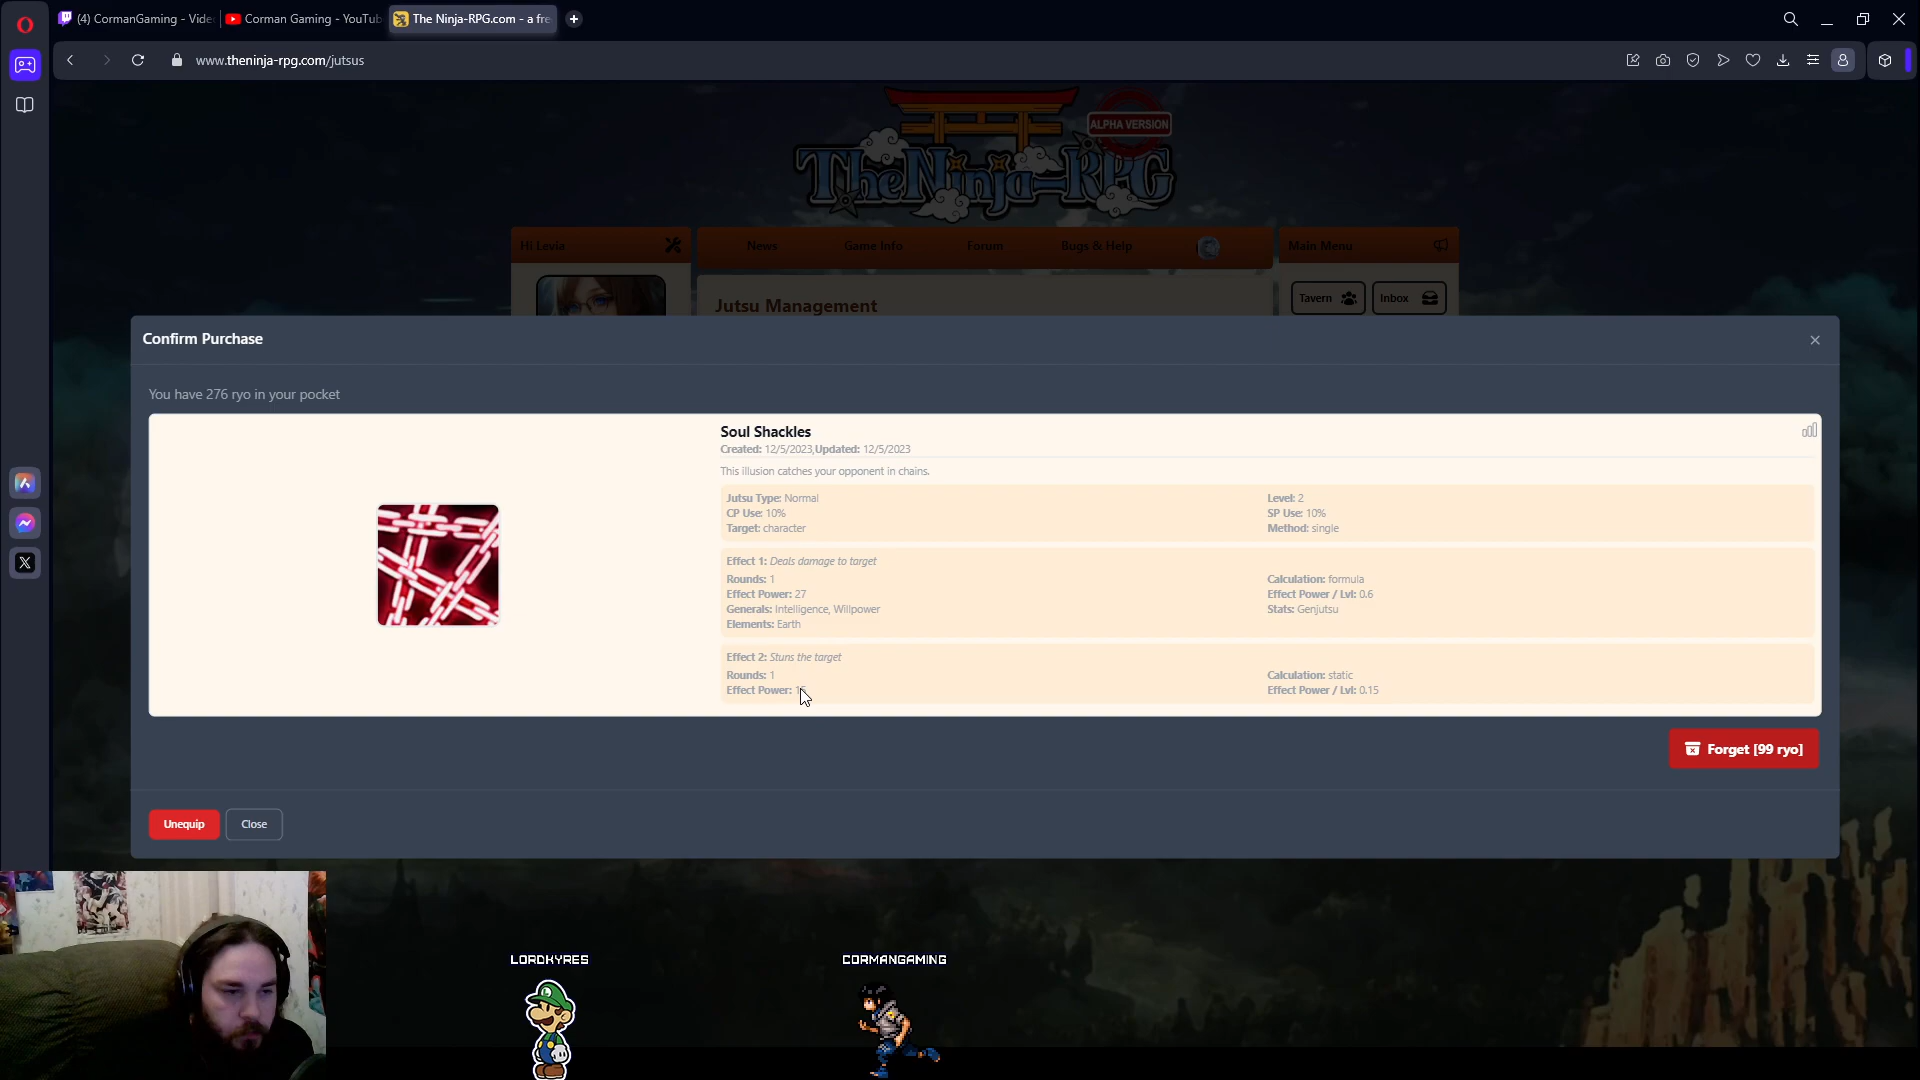 (4) CormanGaming - Vide
Corman Gaming - YouTub
The Ninja-RPG.com - a fre
www.theninja-rpg.com/jutsus
ALPHA VERSION
TheNinja-RPG
Hi Levia
News
Game Info
Forum
Bugs & Help
Main Menu
Jutsu Management
Tavern
Inbox
Confirm Purchase
You have 276 ryo in your pocket
Soul Shackles
Created: 12/5/2023,Updated: 12/5/2023
This illusion catches your opponent in chains.
Jutsu Type: Normal
Level: 2
CP Use: 10%
SP Use: 10%
Target: character
Method: single
Effect 1: Deals damage to target
Rounds: 1
Calculation: formula
Effect Power: 27
Effect Power / Lvl: 0.6
Generals: Intelligence, Willpower
Stats: Genjutsu
Elements: Earth
Effect 2: Stuns the target
Rounds: 1
Calculation: static
Effect Power:
Effect Power / Lvl: 0.15
Forget [99 ryo]
Unequip
Close
LORDKYRES
CORMANGAMING